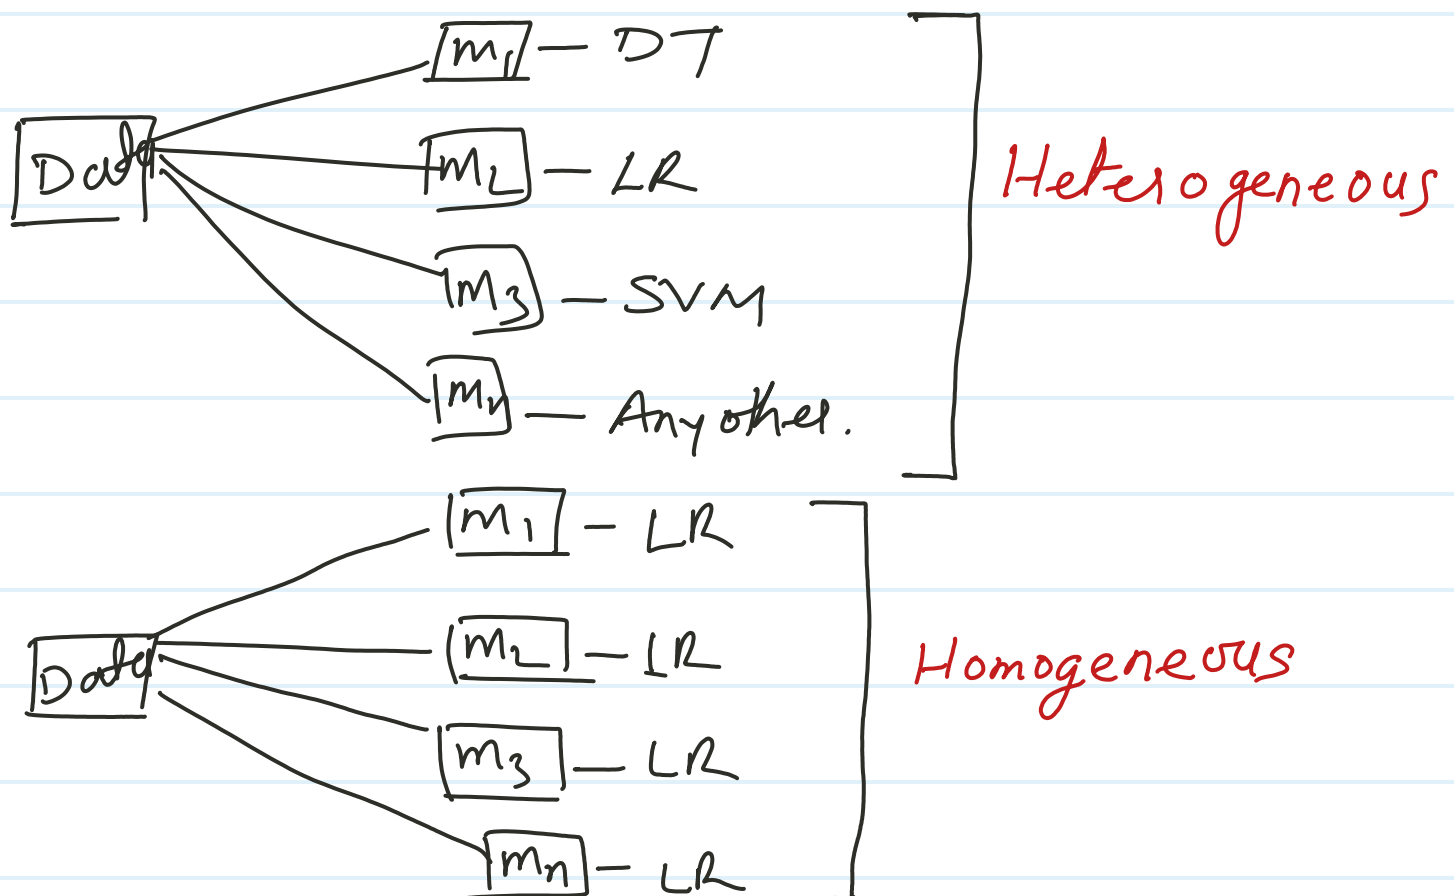 m1 - DT
Data
m2 - LR
Heterogeneous
m3 - SVM
mn - Any other.
m1 - LR
m2 - LR
Data
Homogeneous
m3 - LR
mn - LR